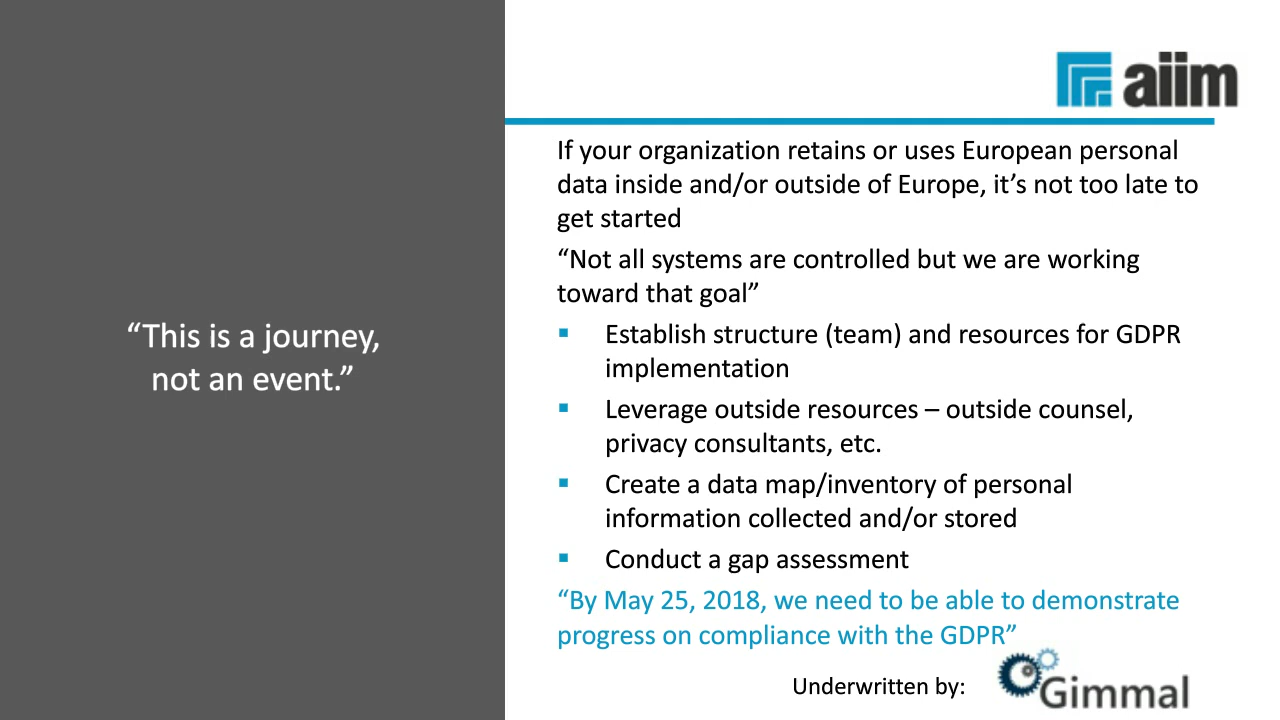 “This is a journey,
not an event.”
aiim
If your organization retains or uses European personal
data inside and/or outside of Europe, it’s not too late to
get started
“Not all systems are controlled but we are working
toward that goal”
▪ Establish structure (team) and resources for GDPR
implementation
▪ Leverage outside resources – outside counsel,
privacy consultants, etc.
▪ Create a data map/inventory of personal
information collected and/or stored
▪ Conduct a gap assessment
“By May 25, 2018, we need to be able to demonstrate
progress on compliance with the GDPR”
Underwritten by:
Gimmal